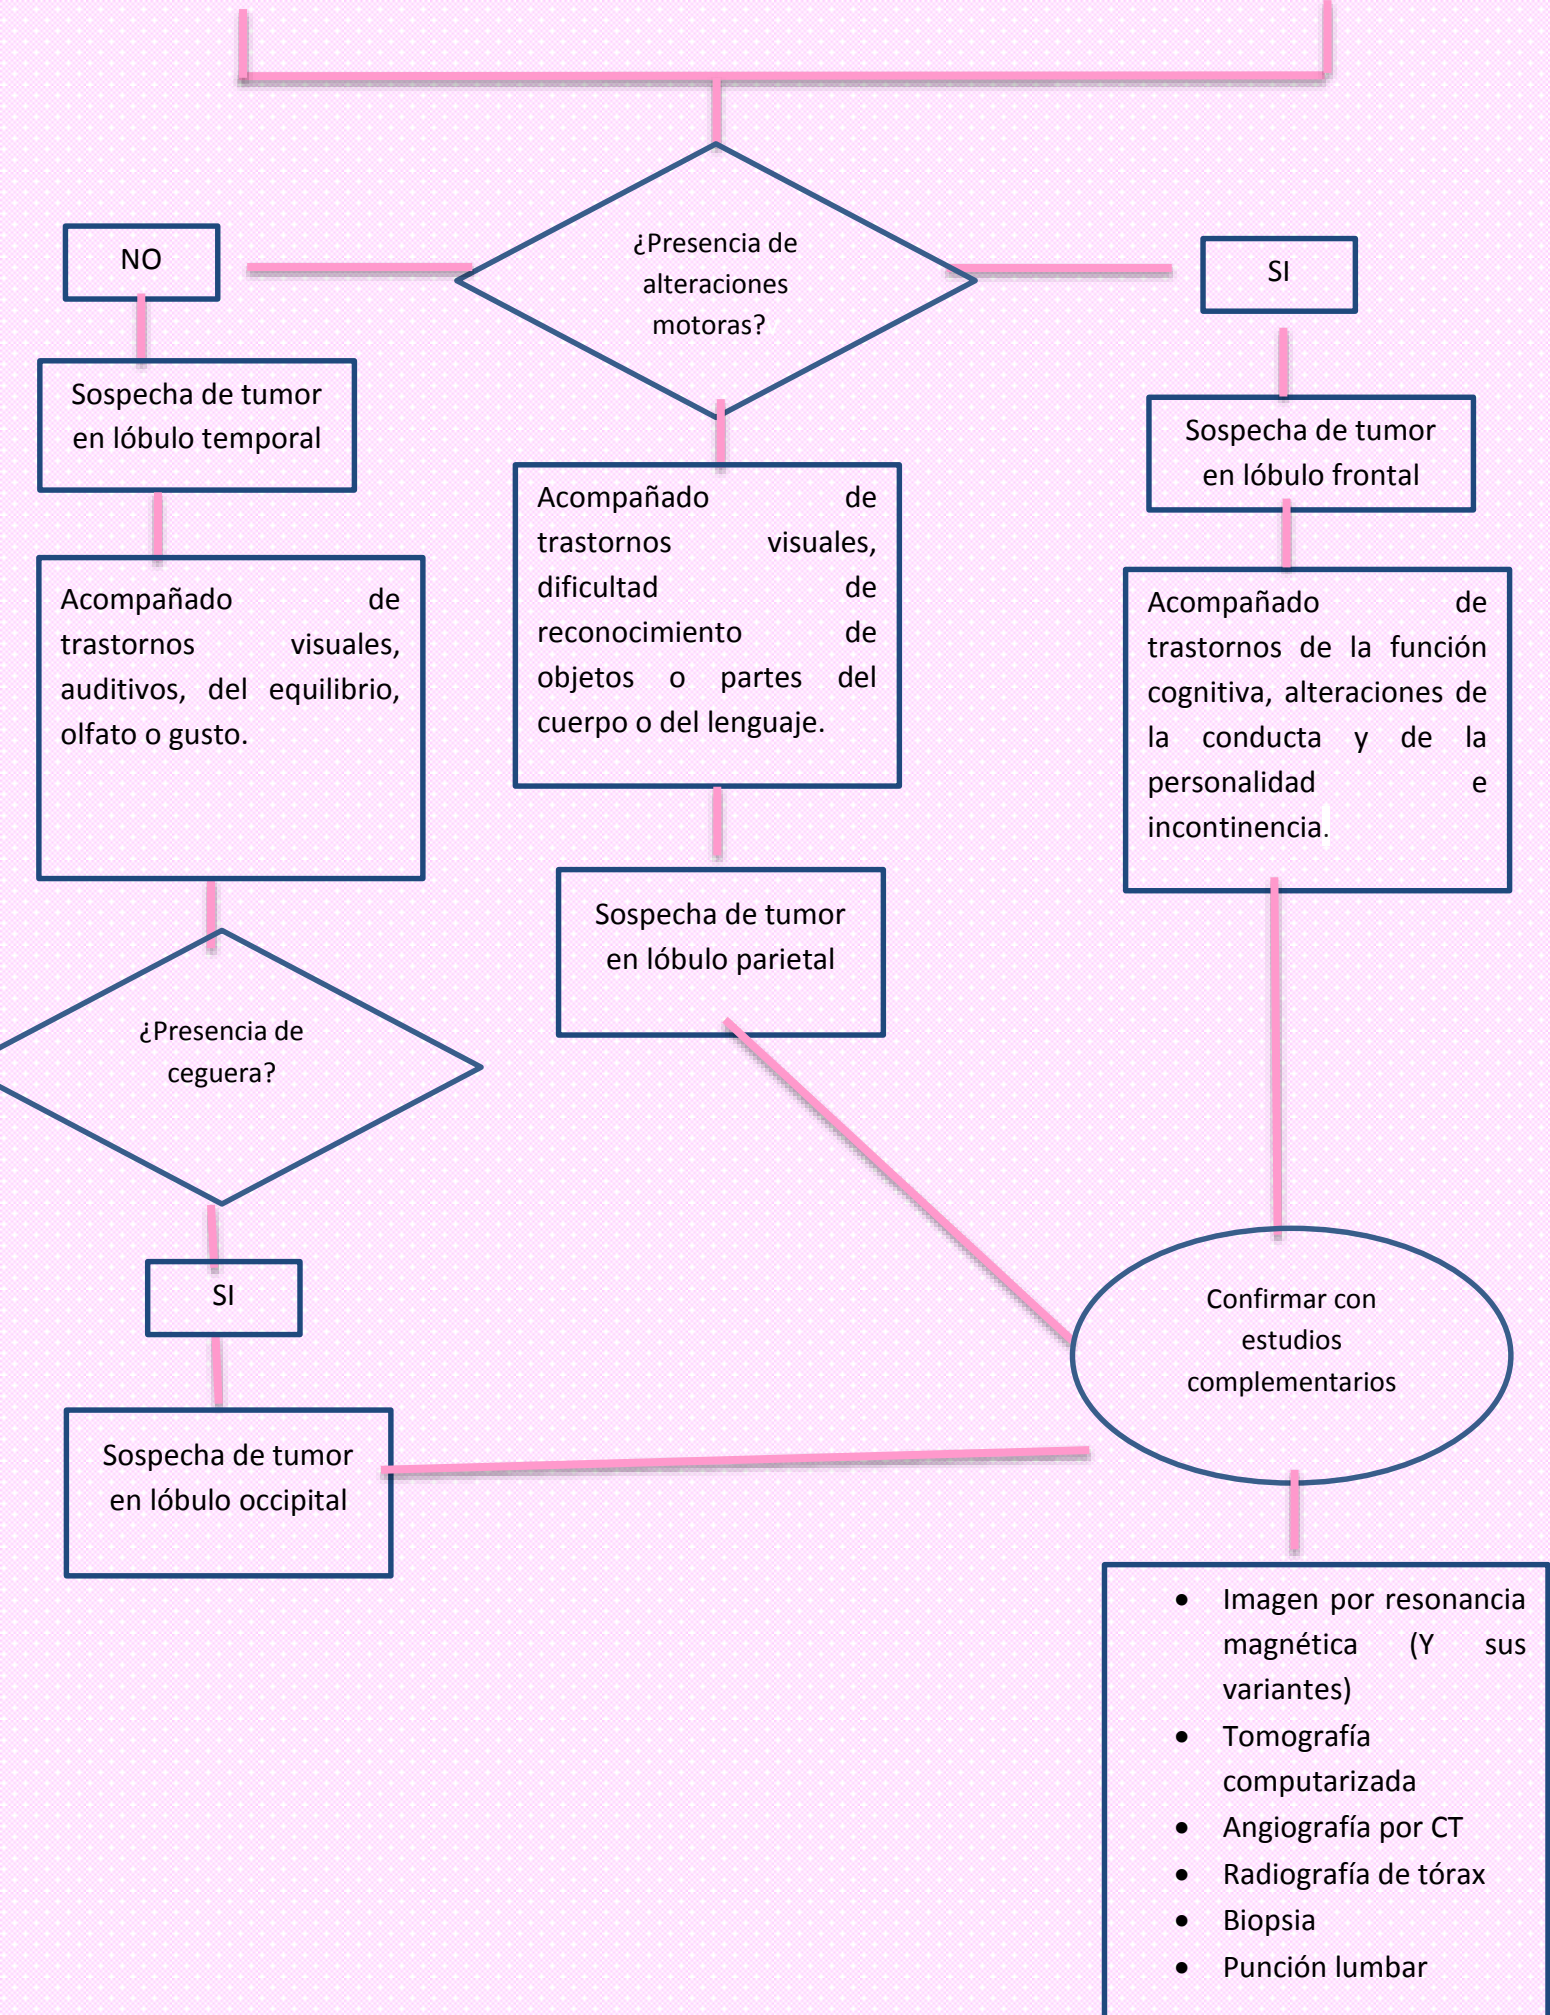 ¿Presencia de
alteraciones
motoras?
NO
SI
Sospecha de tumor
en lóbulo temporal
Acompañado de
trastornos visuales,
auditivos, del equilibrio,
olfato o gusto.
Acompañado de
trastornos visuales,
dificultad de
reconocimiento de
objetos o partes del
cuerpo o del lenguaje.
Sospecha de tumor
en lóbulo frontal
Acompañado de
trastornos de la función
cognitiva, alteraciones de
la conducta y de la
personalidad e
incontinencia.
Sospecha de tumor
en lóbulo parietal
¿Presencia de
ceguera?
SI
Sospecha de tumor
en lóbulo occipital
Confirmar con
estudios
complementarios
• Imagen por resonancia
magnética (Y sus
variantes)
• Tomografía
computarizada
• Angiografía por CT
• Radiografía de tórax
• Biopsia
• Punción lumbar